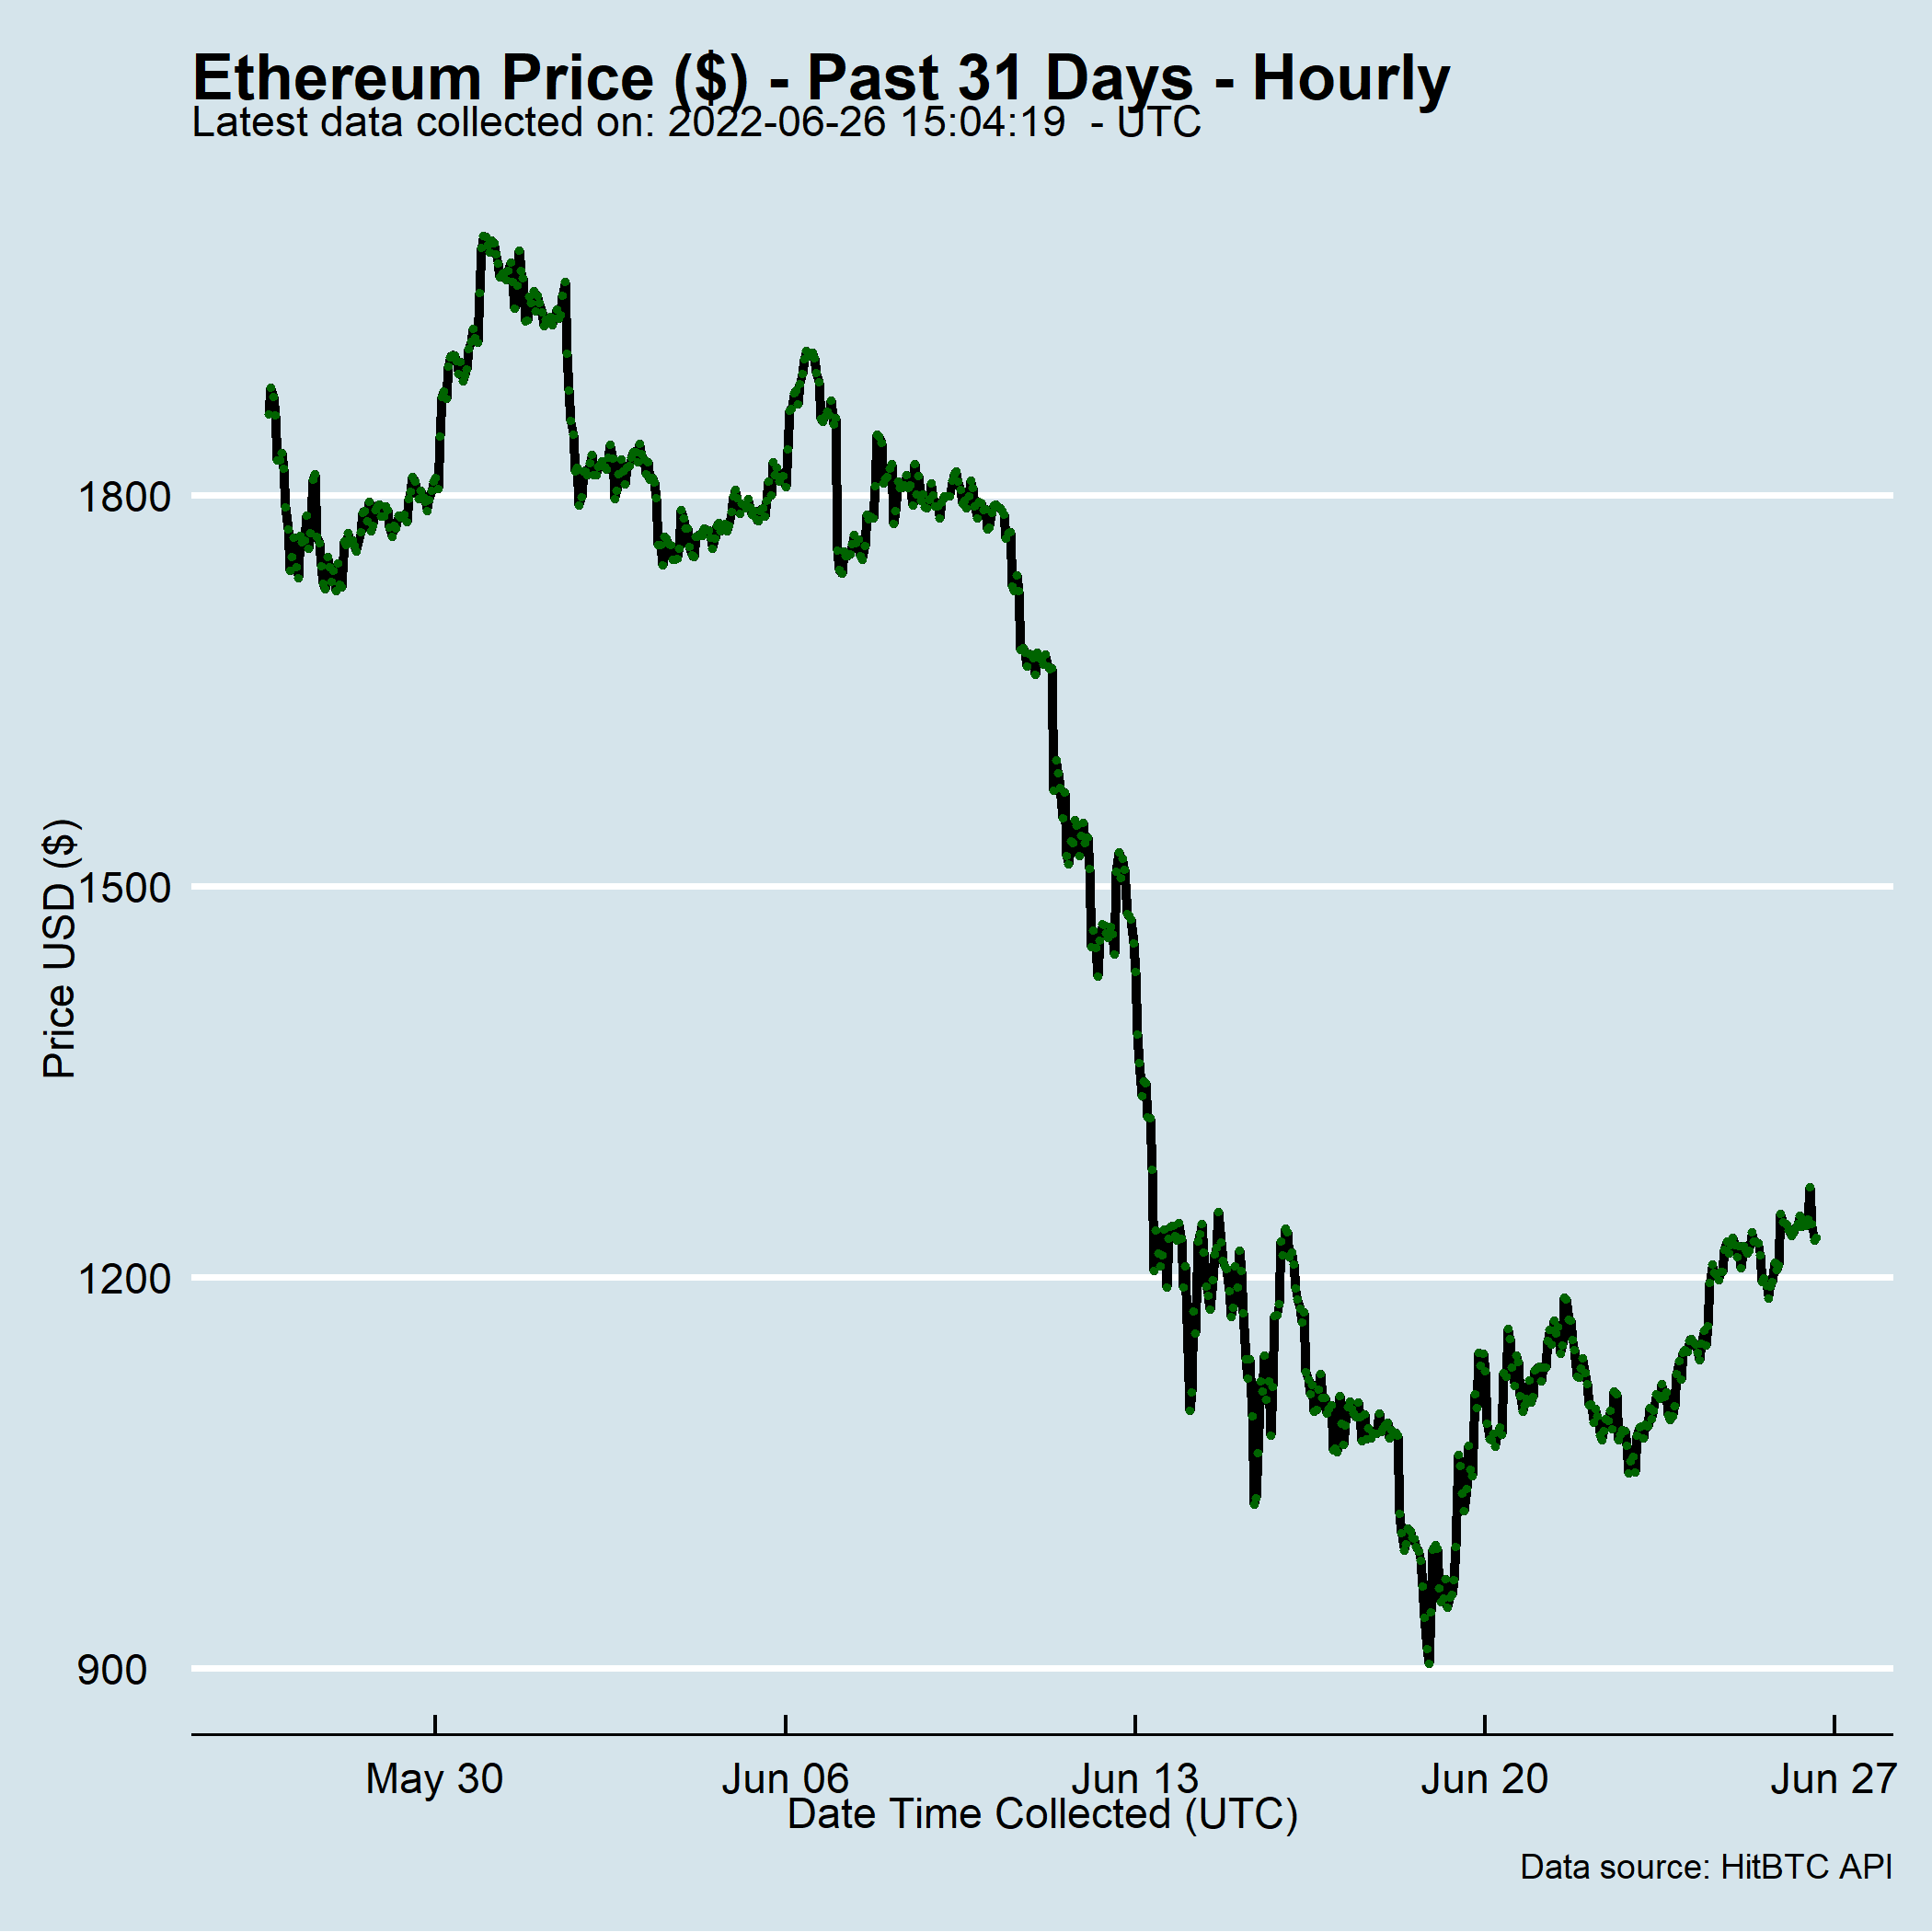 Ethereum Price ($) - Past 31 Days - Hourly
Latest data collected on: 2022-06-26 15:04:19  - UTC
Price USD ($)
1800
1500
1200
900
May 30
Jun 06
Jun 13
Jun 20
Jun 27
Date Time Collected (UTC)
Data source: HitBTC API